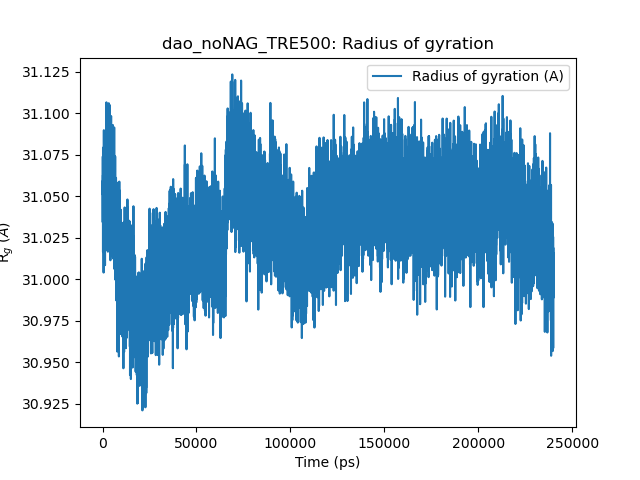 dao_noNAG_TRE500: Radius of gyration
Radius of gyration (A)
31.125
31.100
31.075
31.050
31.025
31.000
30.975
30.950
30.925
R_g (A)
0 50000 100000 150000 200000 250000
Time (ps)